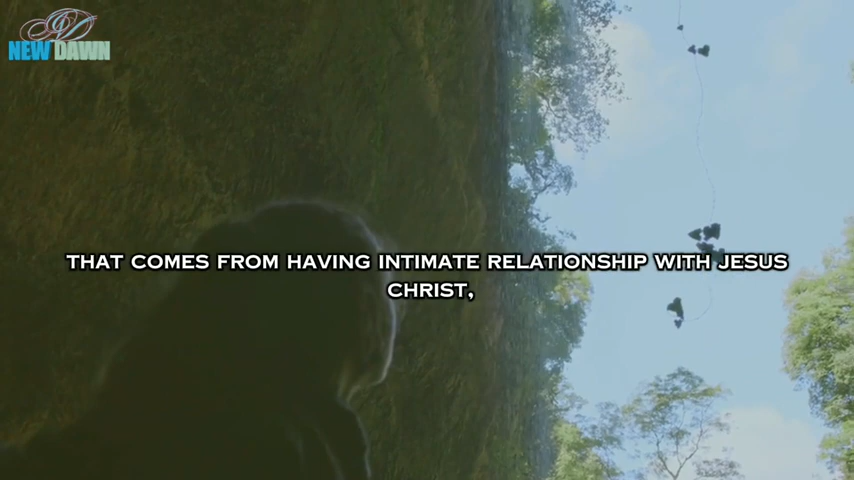 NEW DAWN
THAT COMES FROM HAVING INTIMATE RELATIONSHIP WITH JESUS
CHRIST,